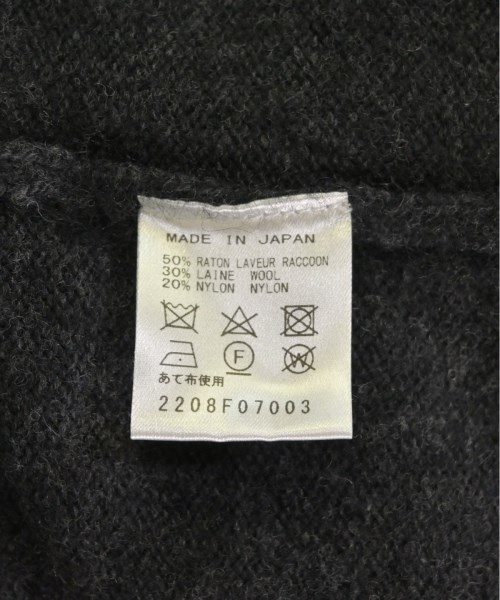 MADE IN JAPAN
50% RATON LAVEUR RACCOON
30% LAINE WOOL
20% NYLON NYLON
F W
あて布使用
2208F07003